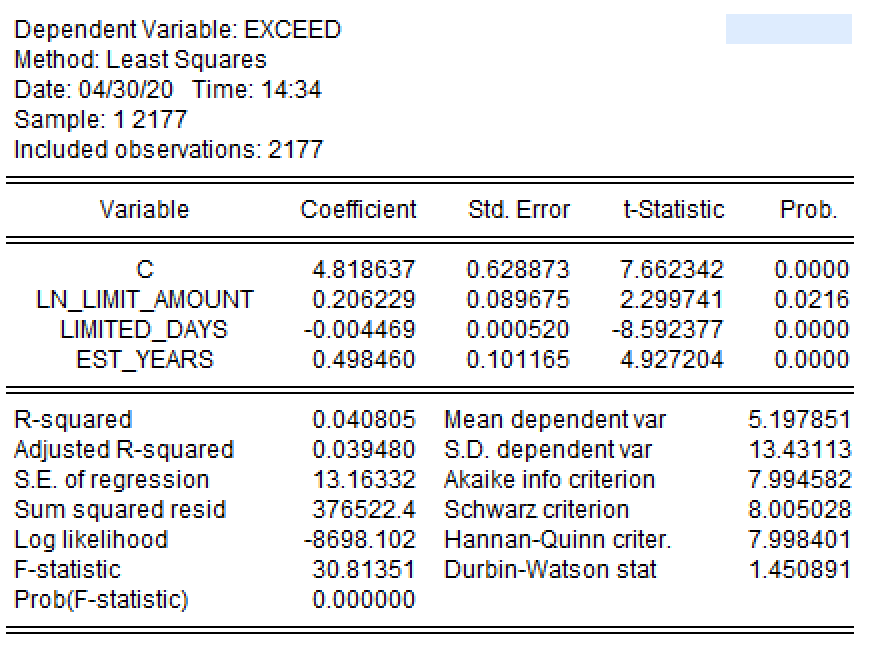 Dependent Variable: EXCEED
Method: Least Squares
Date: 04/30/20 Time: 14:34
Sample: 1 2177
Included observations: 2177
Variable Coefficient Std. Error t-Statistic Prob.
C 4.818637 0.628873 7.662342 0.0000
LN_LIMIT_AMOUNT 0.206229 0.089675 2.299741 0.0216
LIMITED_DAYS -0.004469 0.000520 -8.592377 0.0000
EST_YEARS 0.498460 0.101165 4.927204 0.0000
R-squared 0.040805 Mean dependent var 5.197851
Adjusted R-squared 0.039480 S.D. dependent var 13.43113
S.E. of regression 13.16332 Akaike info criterion 7.994582
Sum squared resid 376522.4 Schwarz criterion 8.005028
Log likelihood -8698.102 Hannan-Quinn criter. 7.998401
F-statistic 30.81351 Durbin-Watson stat 1.450891
Prob(F-statistic) 0.000000